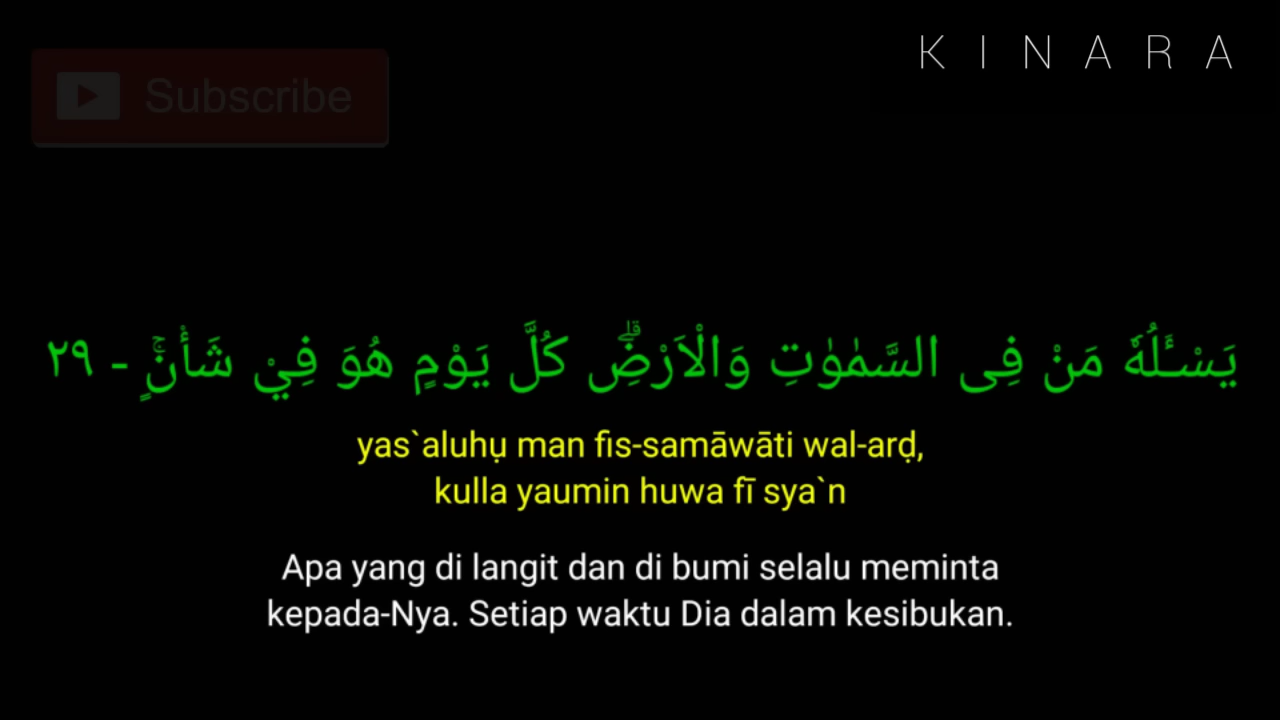 Subscribe
K I N A R A
يَسْـَٔلُهٗ مَنْ فِى السَّمٰوٰتِ وَالْاَرْضِۗ كُلَّ يَوْمٍ هُوَ فِيْ شَأْنٍۚ - ٢٩
yas`aluhụ man fis-samāwāti wal-arḍ,
kulla yaumin huwa fī sya`n
Apa yang di langit dan di bumi selalu meminta
kepada-Nya. Setiap waktu Dia dalam kesibukan.